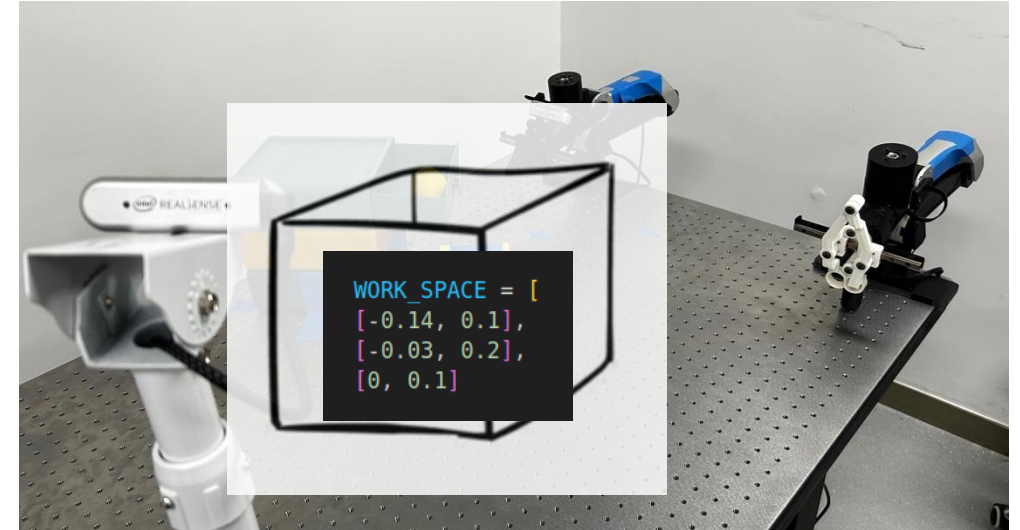 intel REALSENSE
WORK_SPACE = [
[-0.14, 0.1],
[-0.03, 0.2],
[0, 0.1]